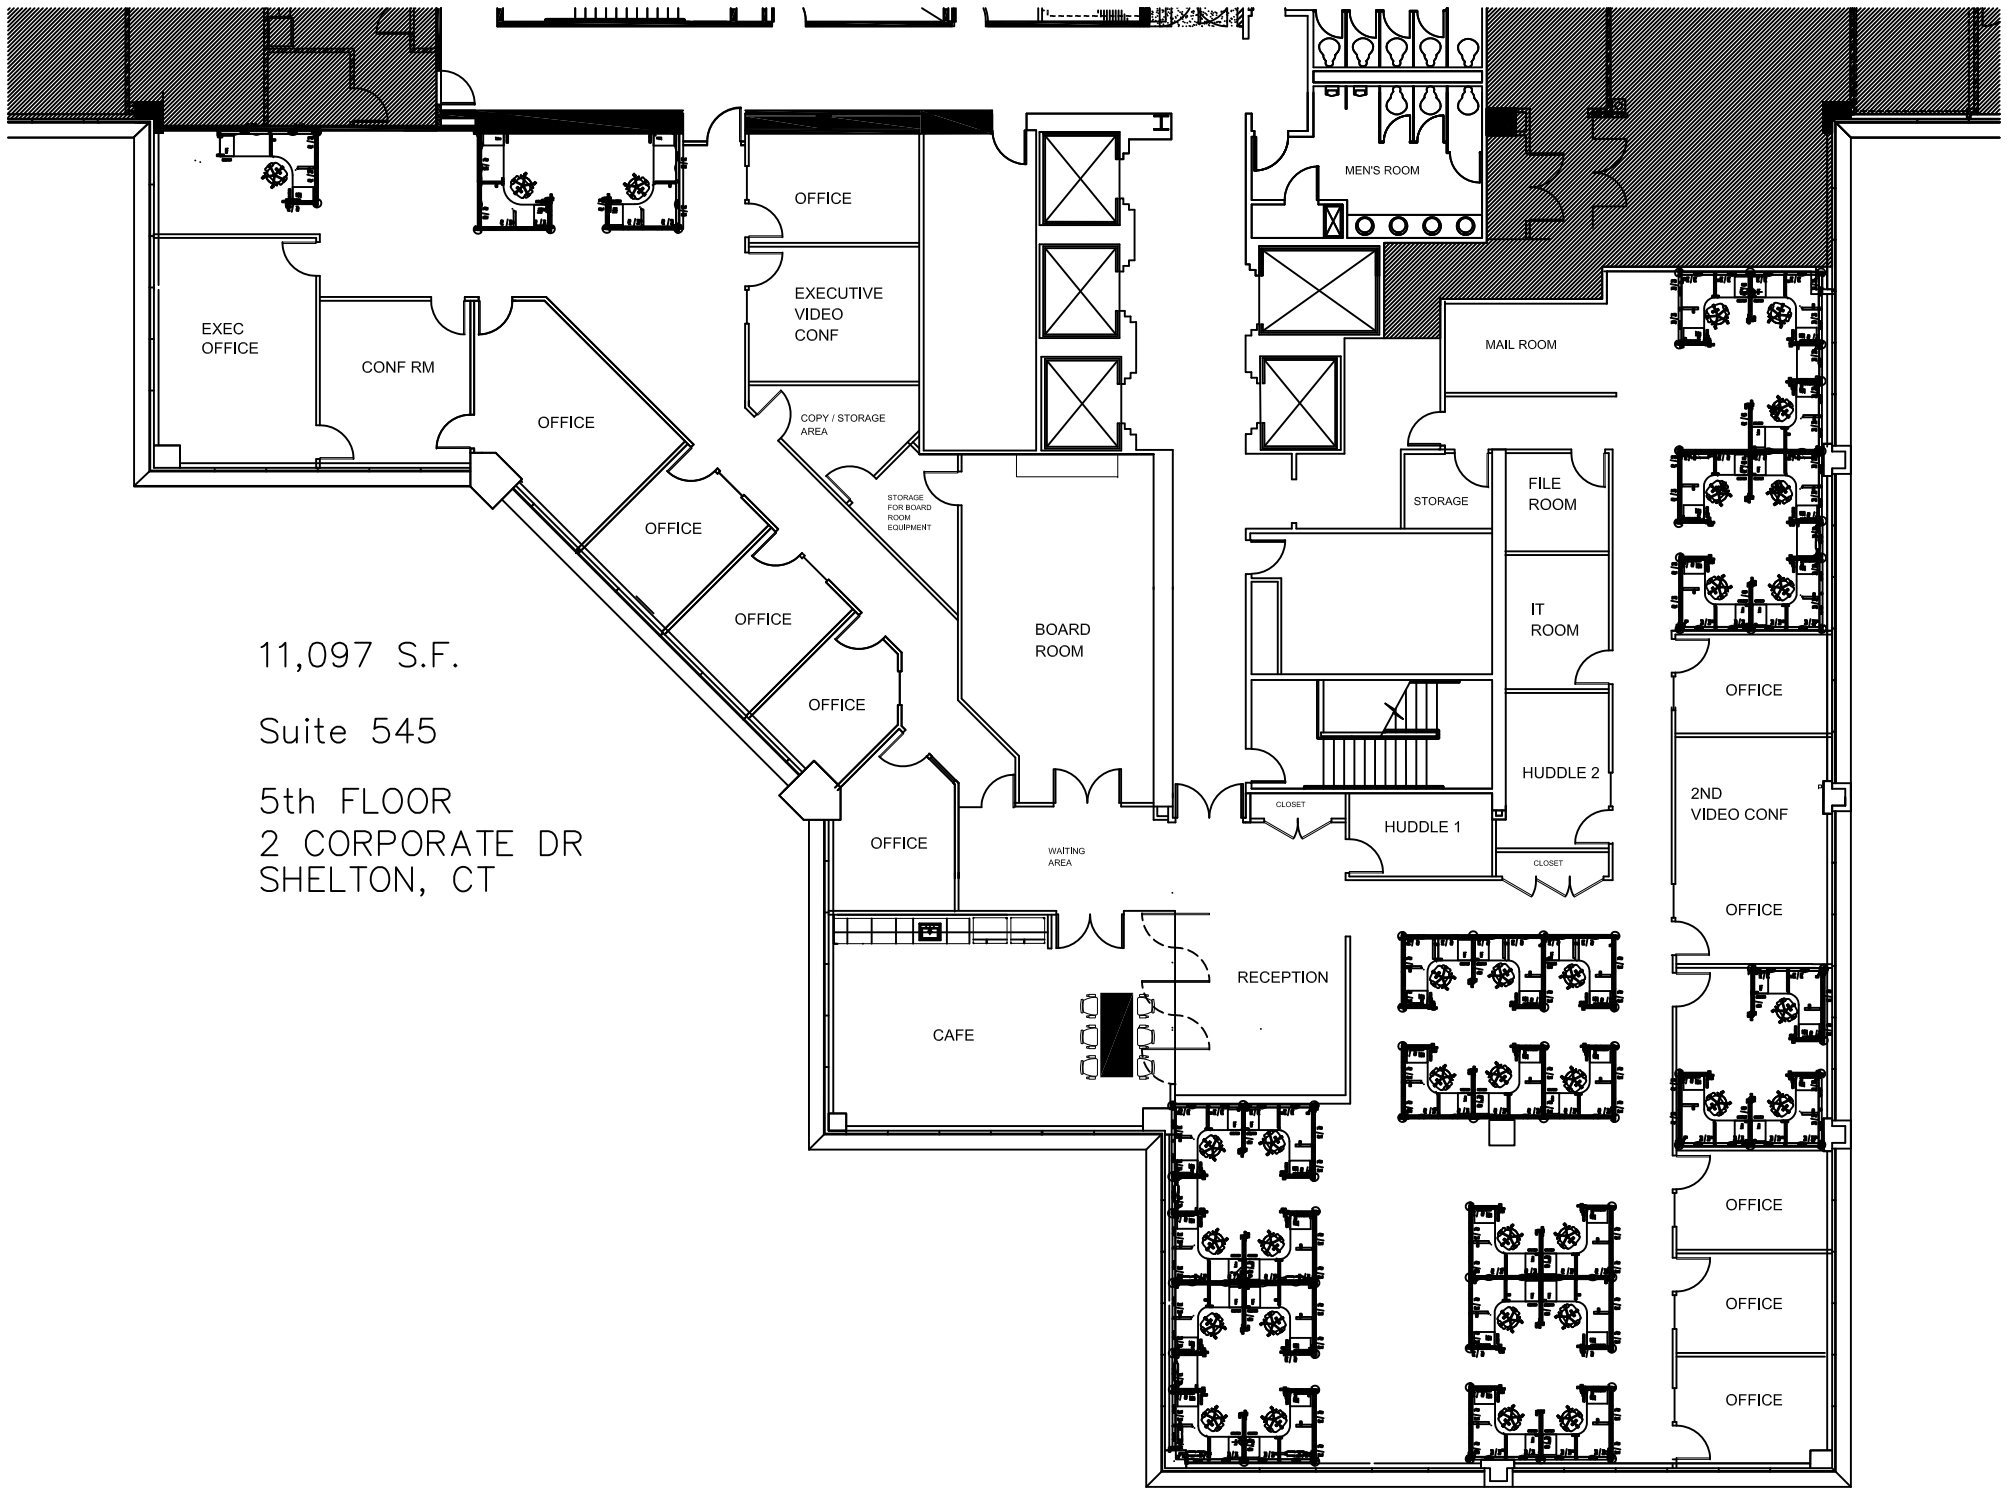 MEN'S ROOM
OFFICE
EXECUTIVE
VIDEO
CONF
EXEC
OFFICE
CONF RM
MAIL ROOM
OFFICE
COPY / STORAGE
AREA
STORAGE
FOR BOARD
ROOM
EQUIPMENT
STORAGE
FILE
ROOM
OFFICE
OFFICE
BOARD
ROOM
IT
ROOM
OFFICE
OFFICE
11,097 S.F.
Suite 545
5th FLOOR
2 CORPORATE DR
SHELTON, CT
HUDDLE 2
2ND
VIDEO CONF
CLOSET
HUDDLE 1
OFFICE
WAITING
AREA
CLOSET
OFFICE
RECEPTION
CAFE
OFFICE
OFFICE
OFFICE